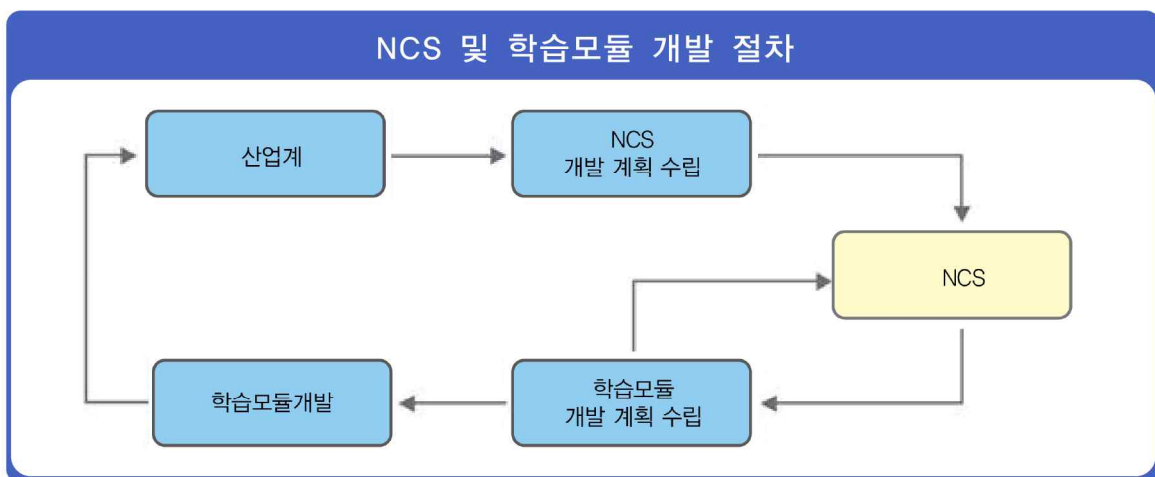 NCS 및 학습모듈 개발 절차
산업계
NCS
개발 계획 수립
NCS
학습모듈개발
학습모듈
개발 계획 수립